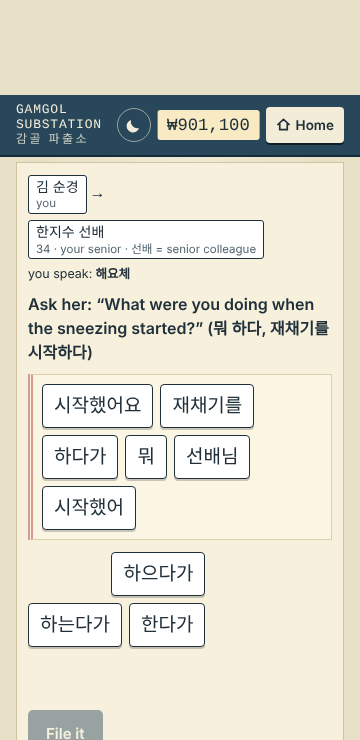 GAMGOL
SUBSTATION
감골 파출소
₩901,100
Home
김 순경
you
→
한지수 선배
34 · your senior · 선배 = senior colleague
you speak: 해요체
Ask her: “What were you doing when
the sneezing started?” (뭐 하다, 재채기를
시작하다)
시작했어요 재채기를
하다가 뭐 선배님
시작했어
하으다가
하는다가 한다가
File it